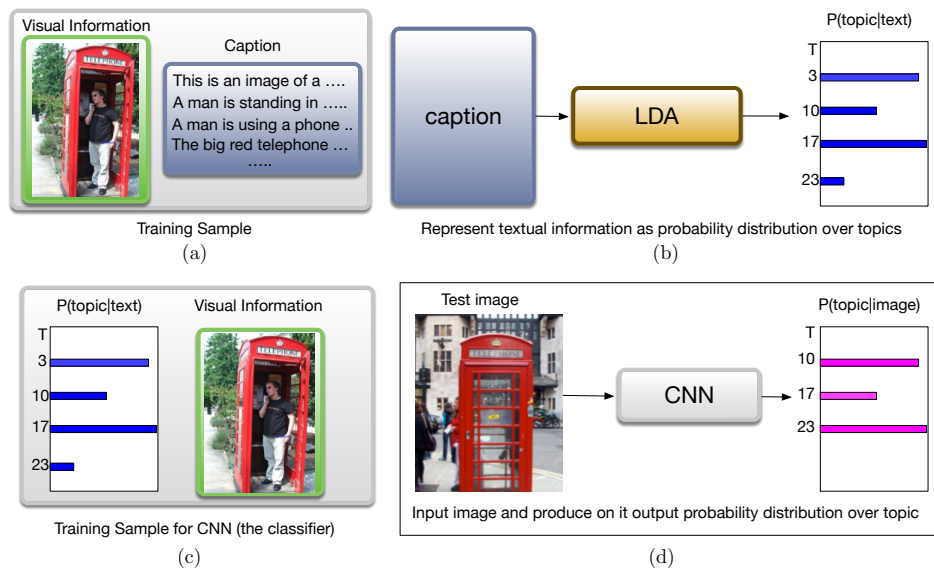 Visual Information
Caption
TELEPHONE
This is an image of a ....
A man is standing in .....
A man is using a phone ..
The big red telephone ...
.....
Training Sample
(a)
caption
LDA
P(topic|text)
T
3
10
17
23
Represent textual information as probability distribution over topics
(b)
P(topic|text)
T
3
10
17
23
Visual Information
TELEPHONE
Training Sample for CNN (the classifier)
(c)
Test image
TELEPHONE
CNN
P(topic|image)
T
10
17
23
Input image and produce on it output probability distribution over topic
(d)